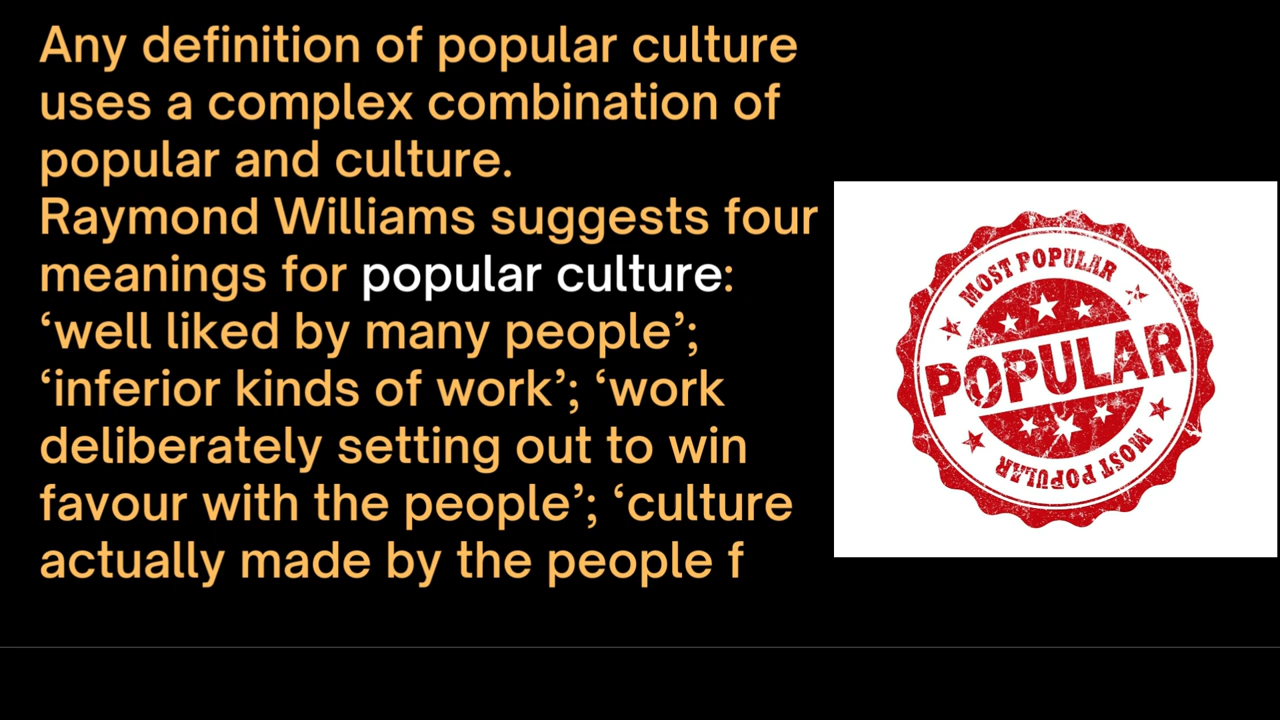 Any definition of popular culture
uses a complex combination of
popular and culture.
Raymond Williams suggests four
meanings for popular culture:
‘well liked by many people’;
‘inferior kinds of work’; ‘work
deliberately setting out to win
favour with the people’; ‘culture
actually made by the people f
MOST POPULAR
POPULAR
MOST POPULAR